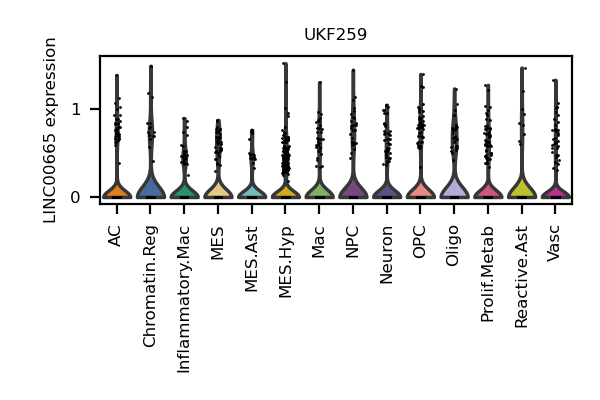 UKF259
LINC00665 expression
1
0
AC
Chromatin.Reg
Inflammatory.Mac
MES
MES.Ast
MES.Hyp
Mac
NPC
Neuron
OPC
Oligo
Prolif.Metab
Reactive.Ast
Vasc